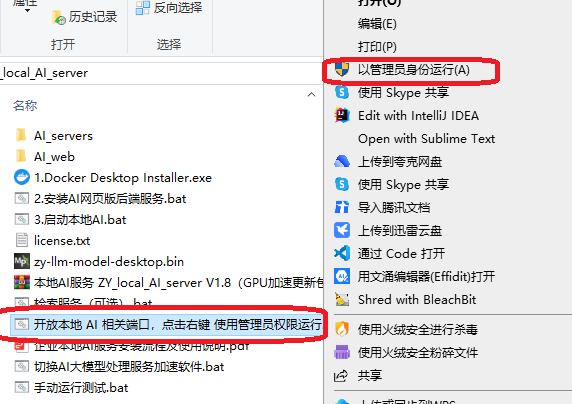 属性
历史记录
反向选择
打开
选择
_local_AI_server
名称
AI_servers
AI_web
1.Docker Desktop Installer.exe
2.安装AI网页版后端服务.bat
3.启动本地AI.bat
license.txt
zy-llm-model-desktop.bin
本地AI服务 ZY_local_AI_server V1.8（GPU加速更新包
检索服务（可选）.bat
开放本地 AI 相关端口，点击右键 使用管理员权限运行
企业本地AI服务安装流程及使用说明.pdf
切换AI大模型处理服务加速软件.bat
手动运行测试.bat
打开(O)
编辑(E)
打印(P)
以管理员身份运行(A)
使用 Skype 共享
Edit with IntelliJ IDEA
Open with Sublime Text
上传到夸克网盘
使用 Skype 共享
导入腾讯文档
上传到迅雷云盘
通过 Code 打开
用文涌编辑器(Effidit)打开
Shred with BleachBit
使用火绒安全进行杀毒
使用火绒安全粉碎文件
共享
上传或同步到WPS